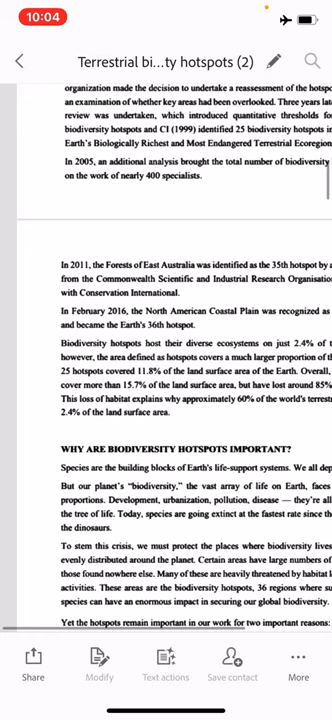 10:04
Terrestrial bi...ty hotspots (2)
organization made the decision to undertake a reassessment of the hotspo
an examination of whether key areas had been overlooked. Three years late
review was undertaken, which introduced quantitative thresholds fo
biodiversity hotspots and CI (1999) identified 25 biodiversity hotspots in
Earth's Biologically Richest and Most Endangered Terrestrial Ecoregion
In 2005, an additional analysis brought the total number of biodiversity
on the work of nearly 400 specialists.
In 2011, the Forests of East Australia was identified as the 35th hotspot by a
from the Commonwealth Scientific and Industrial Research Organisation
with Conservation International.
In February 2016, the North American Coastal Plain was recognized as
and became the Earth's 36th hotspot.
Biodiversity hotspots host their diverse ecosystems on just 2.4% of t
however, the area defined as hotspots covers a much larger proportion of th
25 hotspots covered 11.8% of the land surface area of the Earth. Overall,
cover more than 15.7% of the land surface area, but have lost around 85%
This loss of habitat explains why approximately 60% of the world's terrest
2.4% of the land surface area.
WHY ARE BIODIVERSITY HOTSPOTS IMPORTANT?
Species are the building blocks of Earth's life-support systems. We all dep
But our planet's “biodiversity,” the vast array of life on Earth, faces
proportions. Development, urbanization, pollution, disease — they're all
the tree of life. Today, species are going extinct at the fastest rate since th
the dinosaurs.
To stem this crisis, we must protect the places where biodiversity lives
evenly distributed around the planet. Certain areas have large numbers of
those found nowhere else. Many of these are heavily threatened by habitat l
activities. These areas are the biodiversity hotspots, 36 regions where su
species can have an enormous impact in securing our global biodiversity.
Yet the hotspots remain important in our work for two important reasons:
Share
Modify
Text actions
Save contact
More